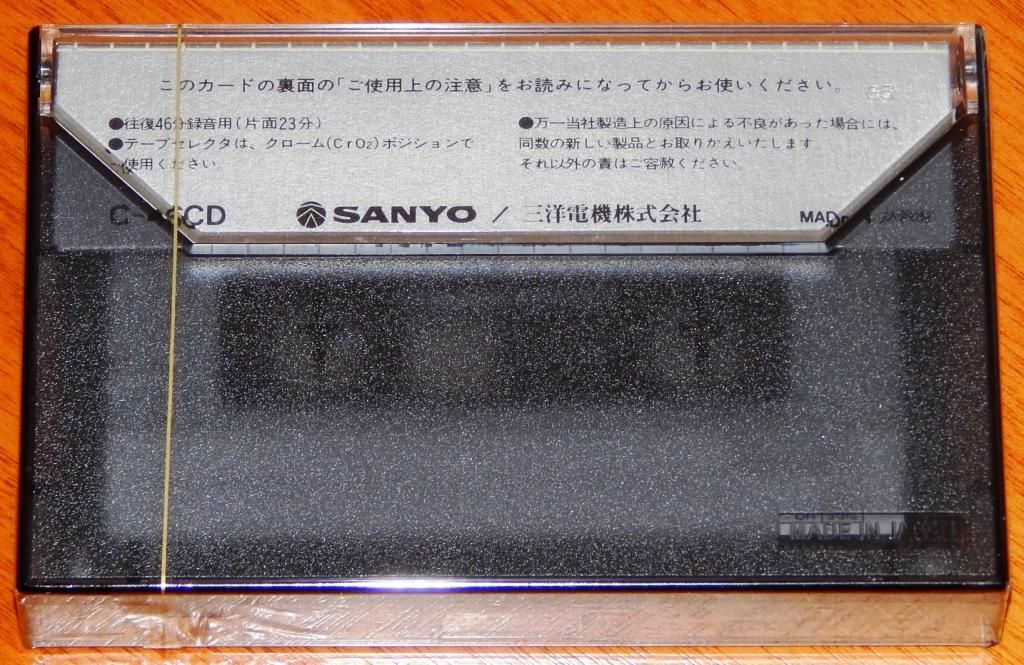 このカードの裏面の「ご使用上の注意」をお読みになってからお使いください。
●往復46分録音用(片面23分)
●テープセレクタは、クローム(CrO₂)ポジションで
使用ください。
●万一当社製造上の原因による不良があった場合には、
同数の新しい製品とお取りかえいたします
それ以外の責はご容赦ください
C-46CD
SANYO / 三洋電機株式会社
MADE IN JAPAN
MADE IN JAPAN